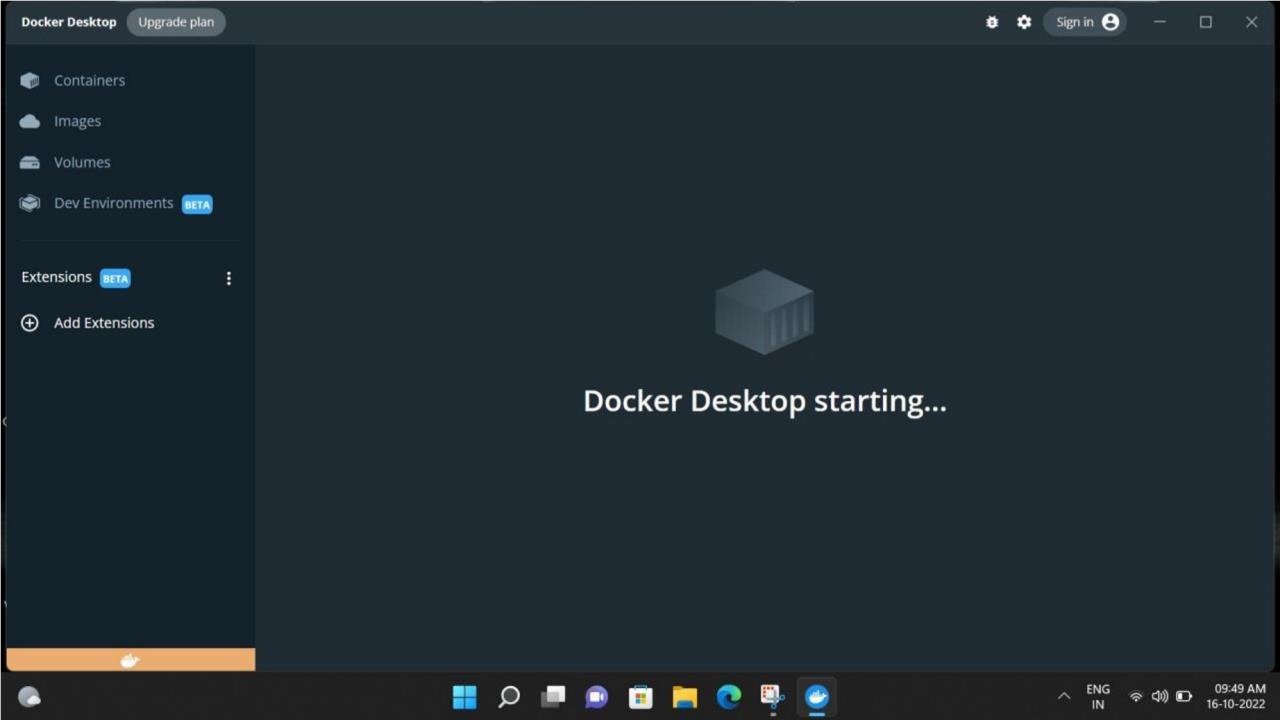 Docker Desktop Upgrade plan Sign in
Containers
Images
Volumes
Dev Environments BETA
Extensions BETA
Add Extensions
Docker Desktop starting...
ENG
IN
09:49 AM
16-10-2022